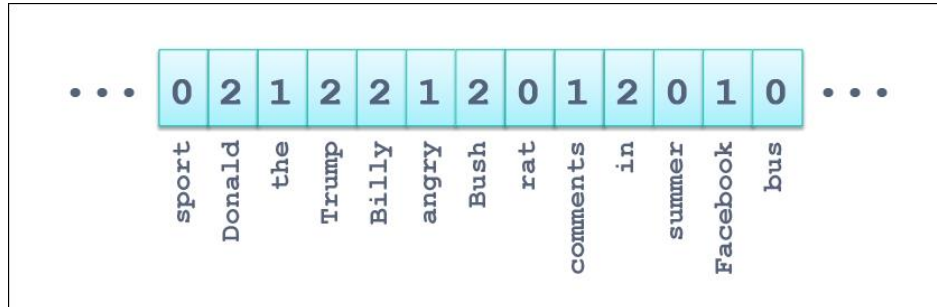 ... 0 2 1 2 2 1 2 0 1 2 0 1 0 ...
sport
Donald
the
Trump
Billy
angry
Bush
rat
comments
in
summer
Facebook
bus